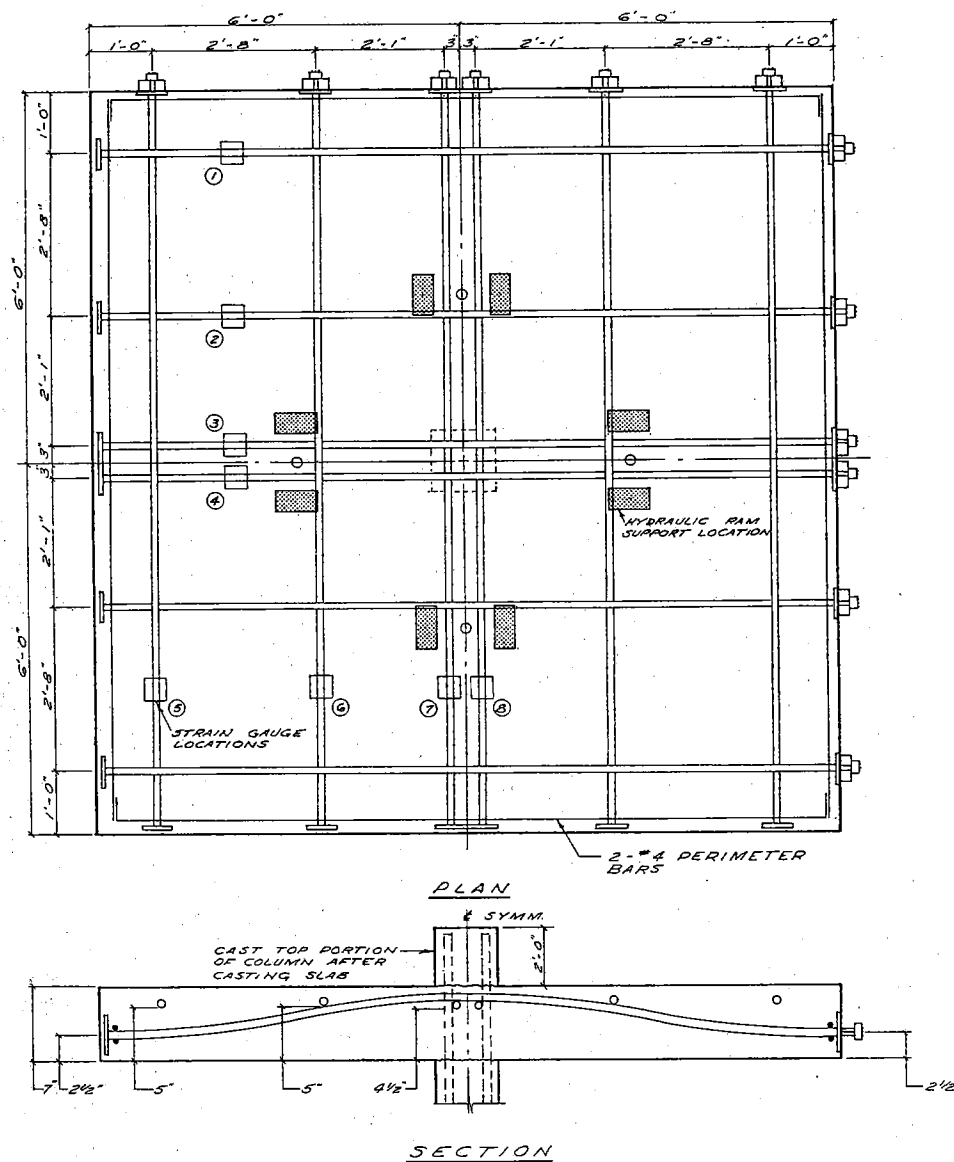 6'-0" 6'-0"
1'-0" 2'-8" 2'-1" 3" 3" 2'-1" 2'-8" 1'-0"
1'-0"
①
2'-8"
6'-0"
②
2'-1"
③
3"
3"
④
HYDRAULIC RAM
SUPPORT LOCATION
2'-1"
6'-0"
2'-8"
⑤ ⑥ ⑦ ⑧
STRAIN GAUGE
LOCATIONS
1'-0"
2-#4 PERIMETER
BARS
PLAN
℄ SYMM.
CAST TOP PORTION
OF COLUMN AFTER
CASTING SLAB
2'-0"
7" 2½" 5" 5" 4½" 2½
SECTION